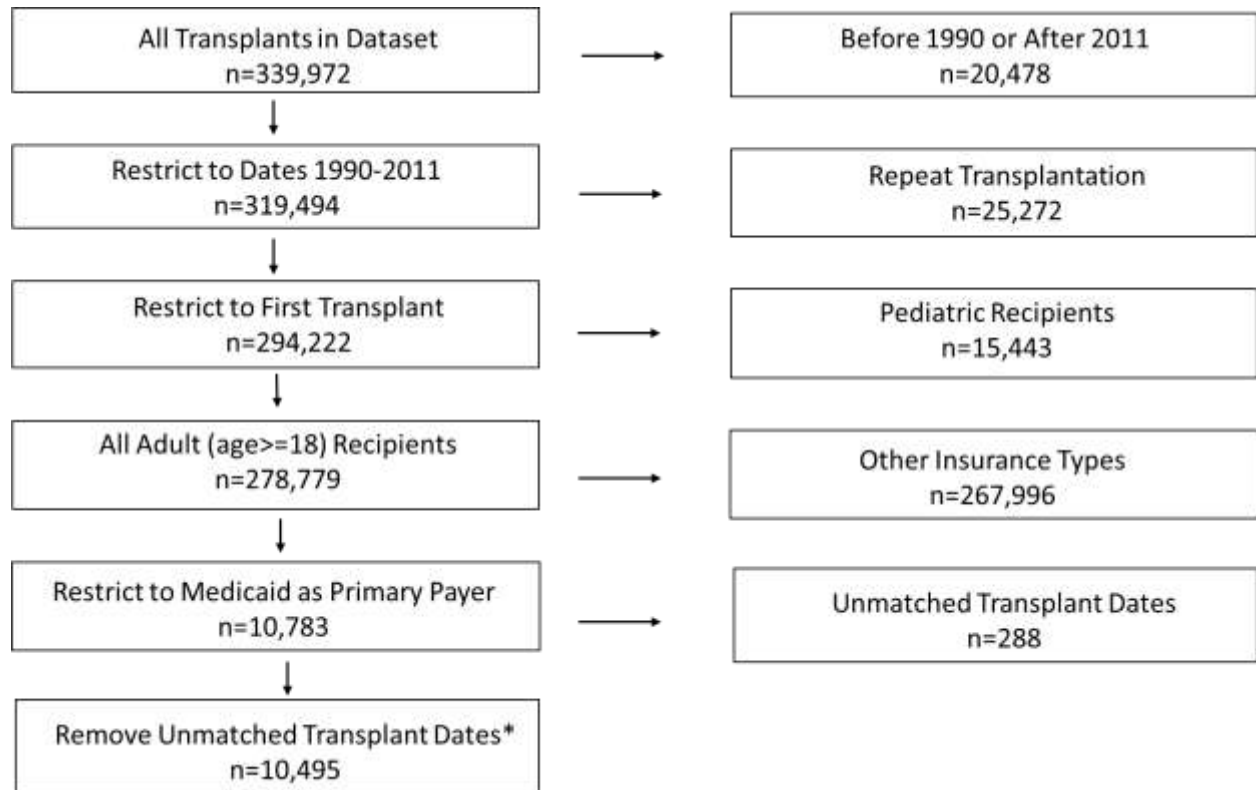 All Transplants in Dataset
n=339,972
Before 1990 or After 2011
n=20,478
Restrict to Dates 1990-2011
n=319,494
Repeat Transplantation
n=25,272
Restrict to First Transplant
n=294,222
Pediatric Recipients
n=15,443
All Adult (age>=18) Recipients
n=278,779
Other Insurance Types
n=267,996
Restrict to Medicaid as Primary Payer
n=10,783
Unmatched Transplant Dates
n=288
Remove Unmatched Transplant Dates*
n=10,495